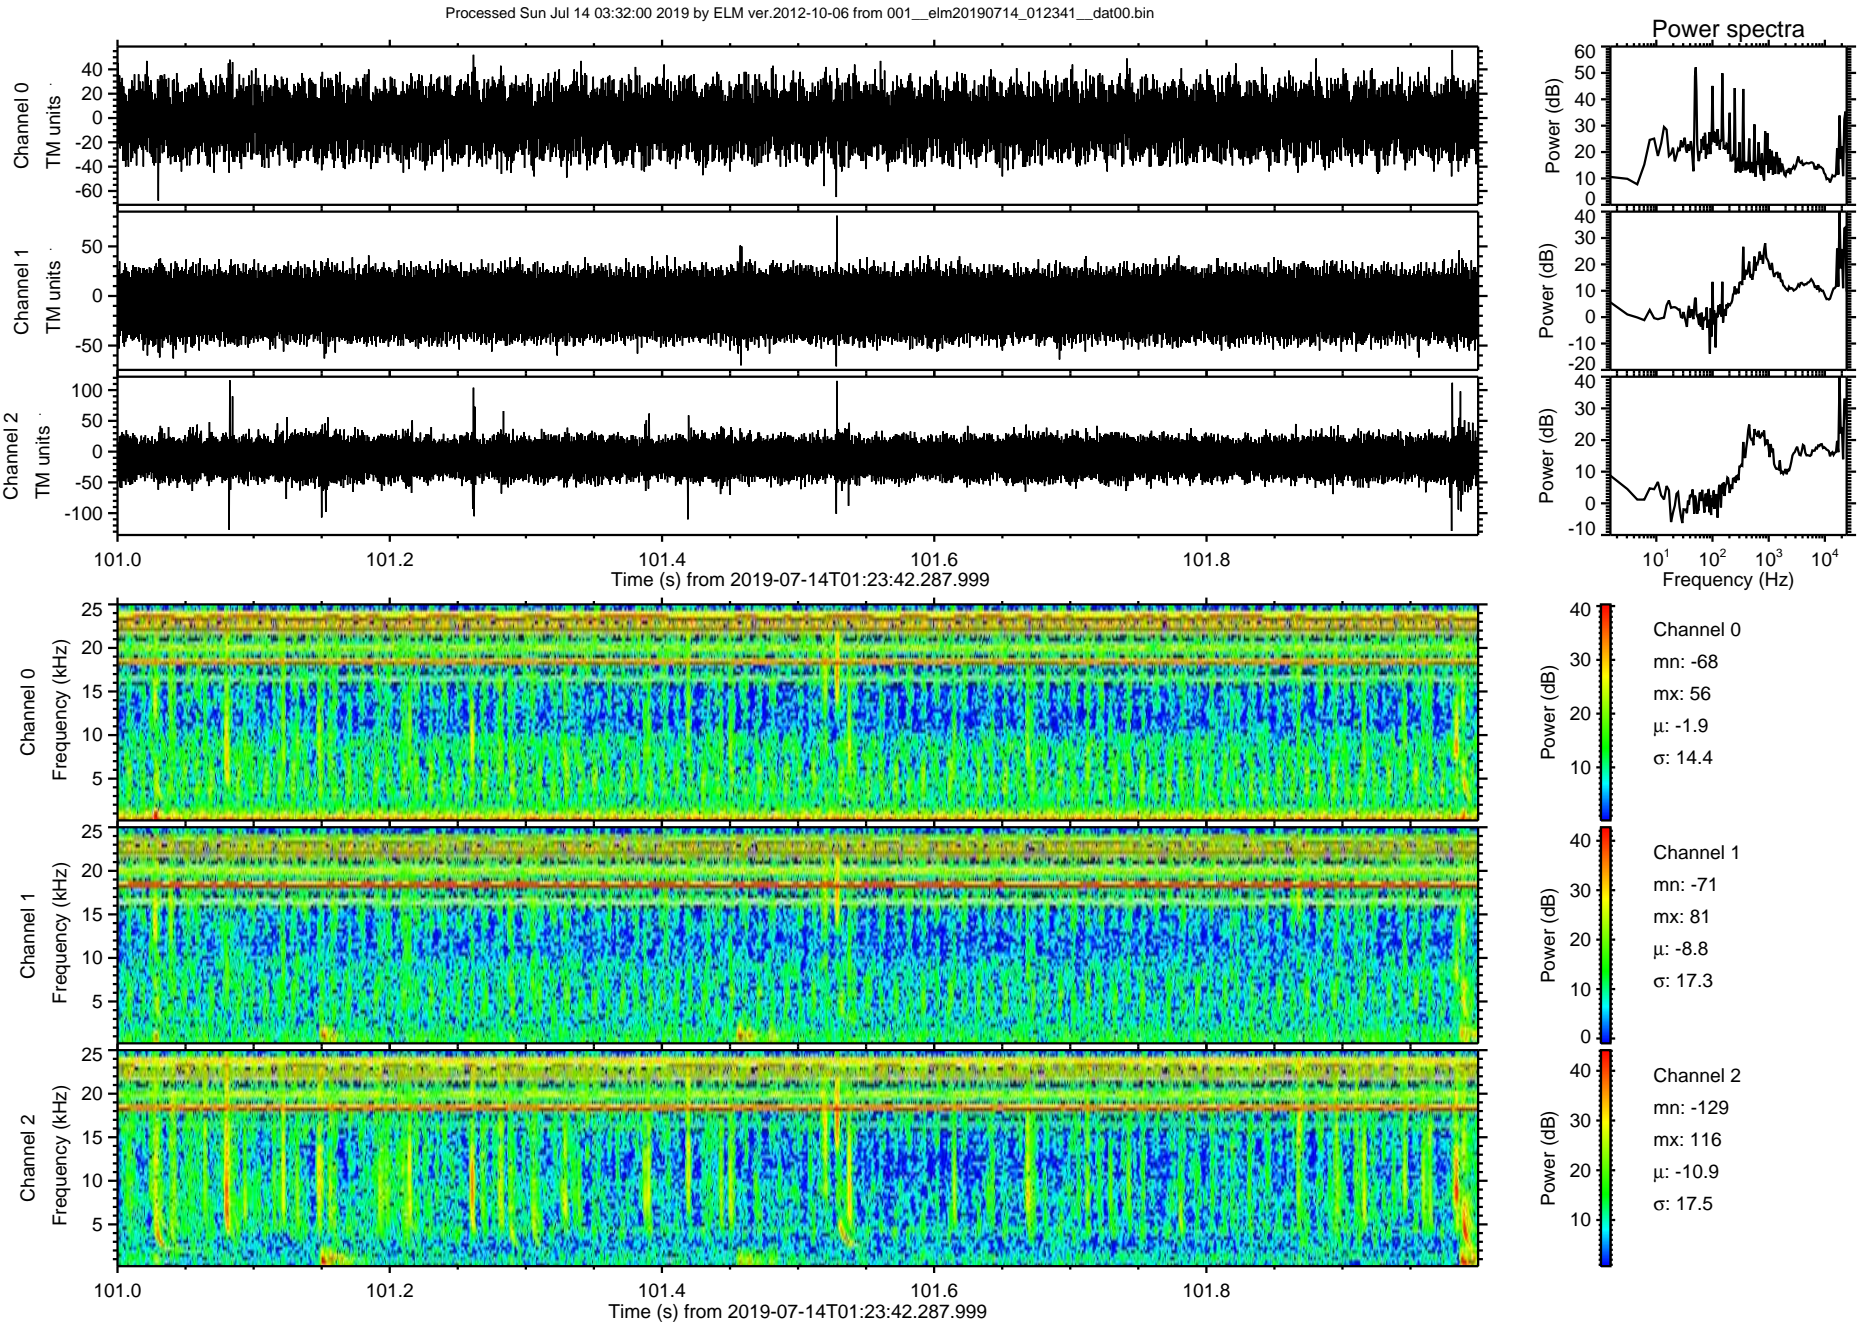 Processed Sun Jul 14 03:32:00 2019 by ELM ver.2012-10-06 from 001__elm20190714_012341__dat00.bin
Power spectra
Channel 0
TM units
40
20
0
-20
-40
-60
Power (dB)
60
50
40
30
20
10
0
Channel 1
TM units
50
0
-50
Power (dB)
40
30
20
10
0
-10
-20
Channel 2
TM units
100
50
0
-50
-100
Power (dB)
40
30
20
10
0
-10
101.0 101.2 101.4 101.6 101.8
Time (s) from 2019-07-14T01:23:42.287.999
10^1 10^2 10^3 10^4
Frequency (Hz)
Channel 0
Frequency (kHz)
25
20
15
10
5
Power (dB)
40
30
20
10
Channel 0
mn: -68
mx: 56
μ: -1.9
σ: 14.4
Channel 1
Frequency (kHz)
25
20
15
10
5
Power (dB)
40
30
20
10
0
Channel 1
mn: -71
mx: 81
μ: -8.8
σ: 17.3
Channel 2
Frequency (kHz)
25
20
15
10
5
Power (dB)
40
30
20
10
Channel 2
mn: -129
mx: 116
μ: -10.9
σ: 17.5
101.0 101.2 101.4 101.6 101.8
Time (s) from 2019-07-14T01:23:42.287.999